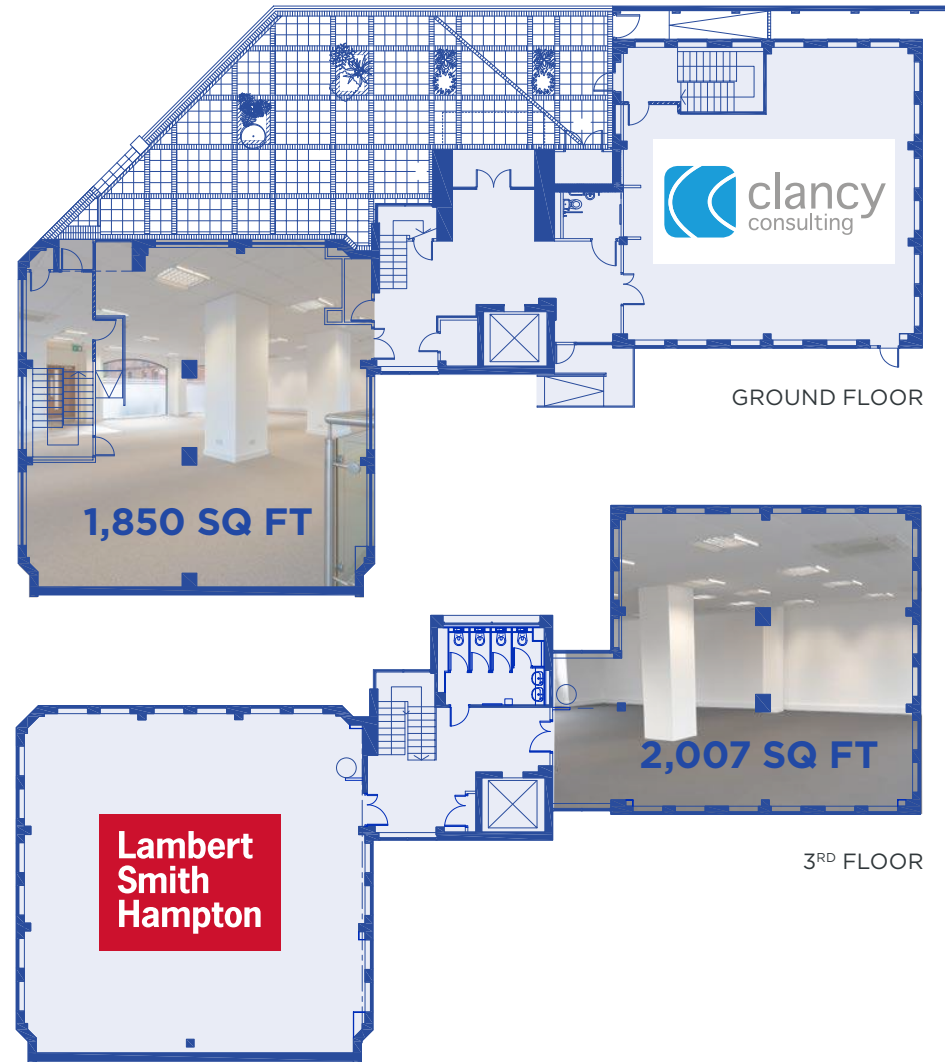 clancy
consulting
GROUND FLOOR
1,850 SQ FT
2,007 SQ FT
3RD FLOOR
Lambert
Smith
Hampton